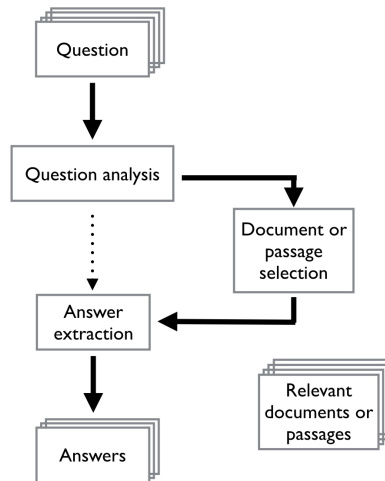 Question
Question analysis
Document or
passage
selection
Answer
extraction
Relevant
documents or
passages
Answers